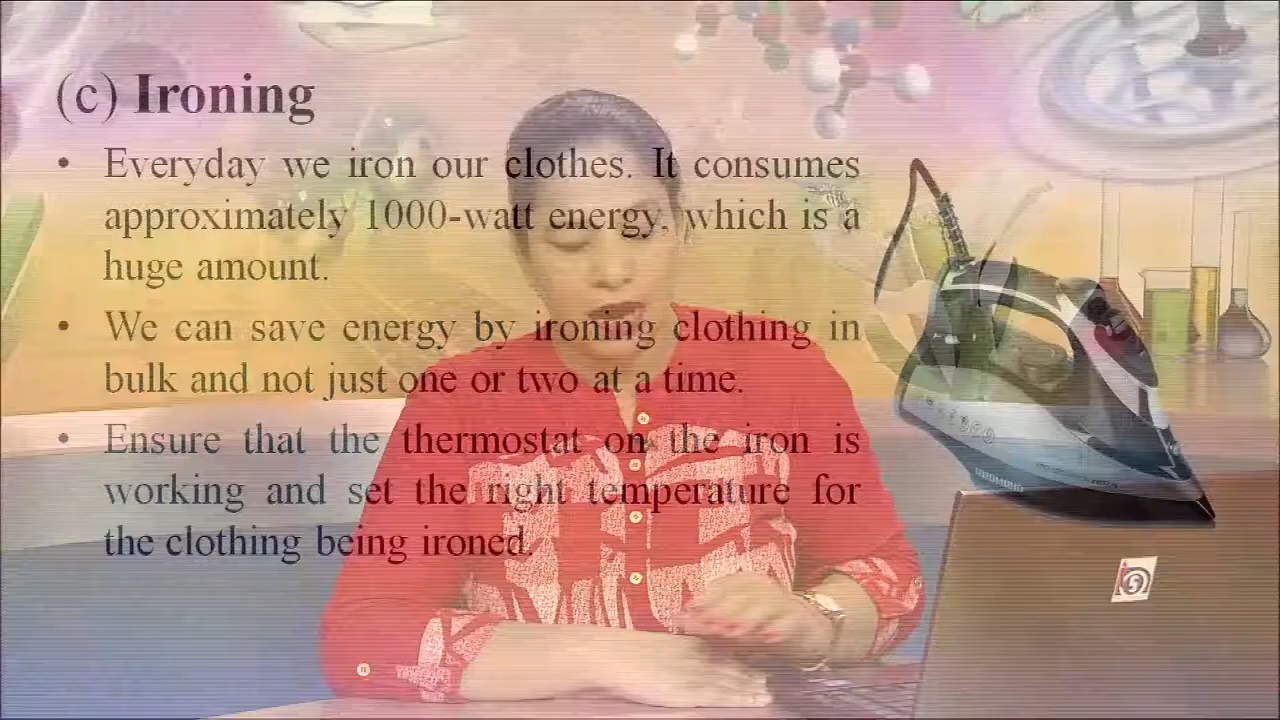 (c) Ironing
• Everyday we iron our clothes. It consumes
approximately 1000-watt energy, which is a
huge amount.
• We can save energy by ironing clothing in
bulk and not just one or two at a time.
• Ensure that the thermostat on the iron is
working and set the right temperature for
the clothing being ironed.